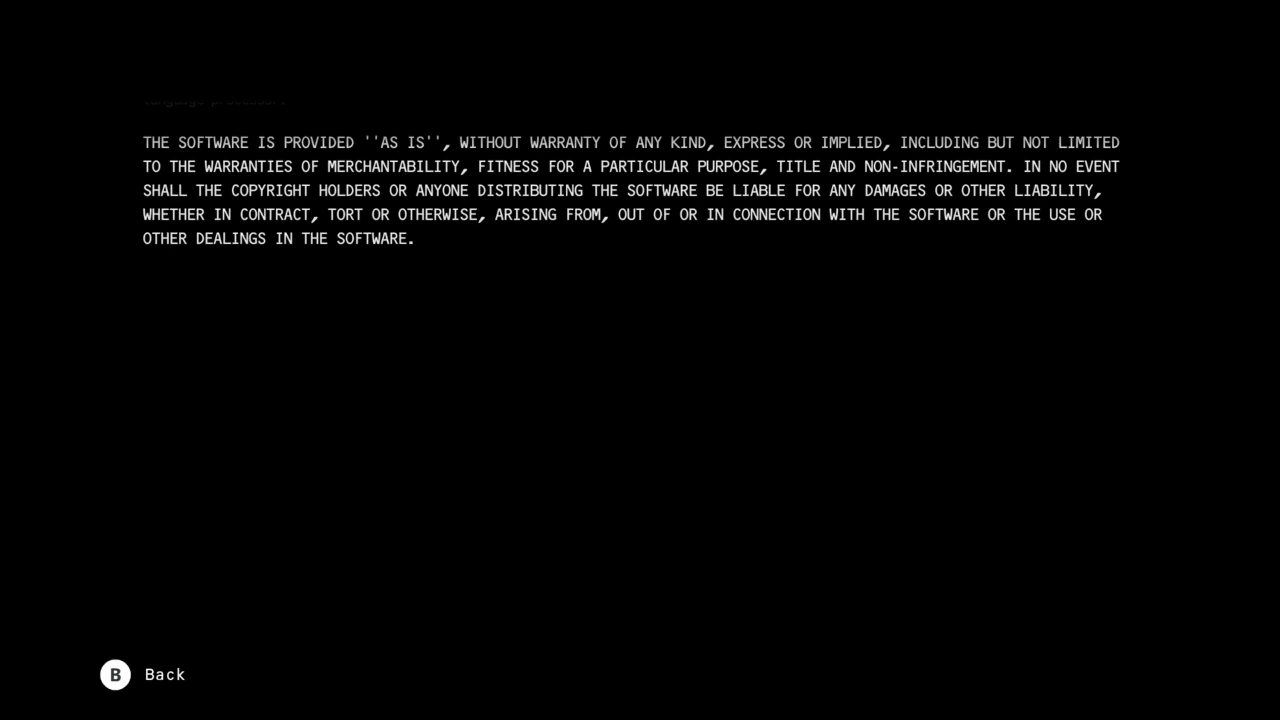 language processor.
THE SOFTWARE IS PROVIDED ''AS IS'', WITHOUT WARRANTY OF ANY KIND, EXPRESS OR IMPLIED, INCLUDING BUT NOT LIMITED
TO THE WARRANTIES OF MERCHANTABILITY, FITNESS FOR A PARTICULAR PURPOSE, TITLE AND NON-INFRINGEMENT. IN NO EVENT
SHALL THE COPYRIGHT HOLDERS OR ANYONE DISTRIBUTING THE SOFTWARE BE LIABLE FOR ANY DAMAGES OR OTHER LIABILITY,
WHETHER IN CONTRACT, TORT OR OTHERWISE, ARISING FROM, OUT OF OR IN CONNECTION WITH THE SOFTWARE OR THE USE OR
OTHER DEALINGS IN THE SOFTWARE.
B Back